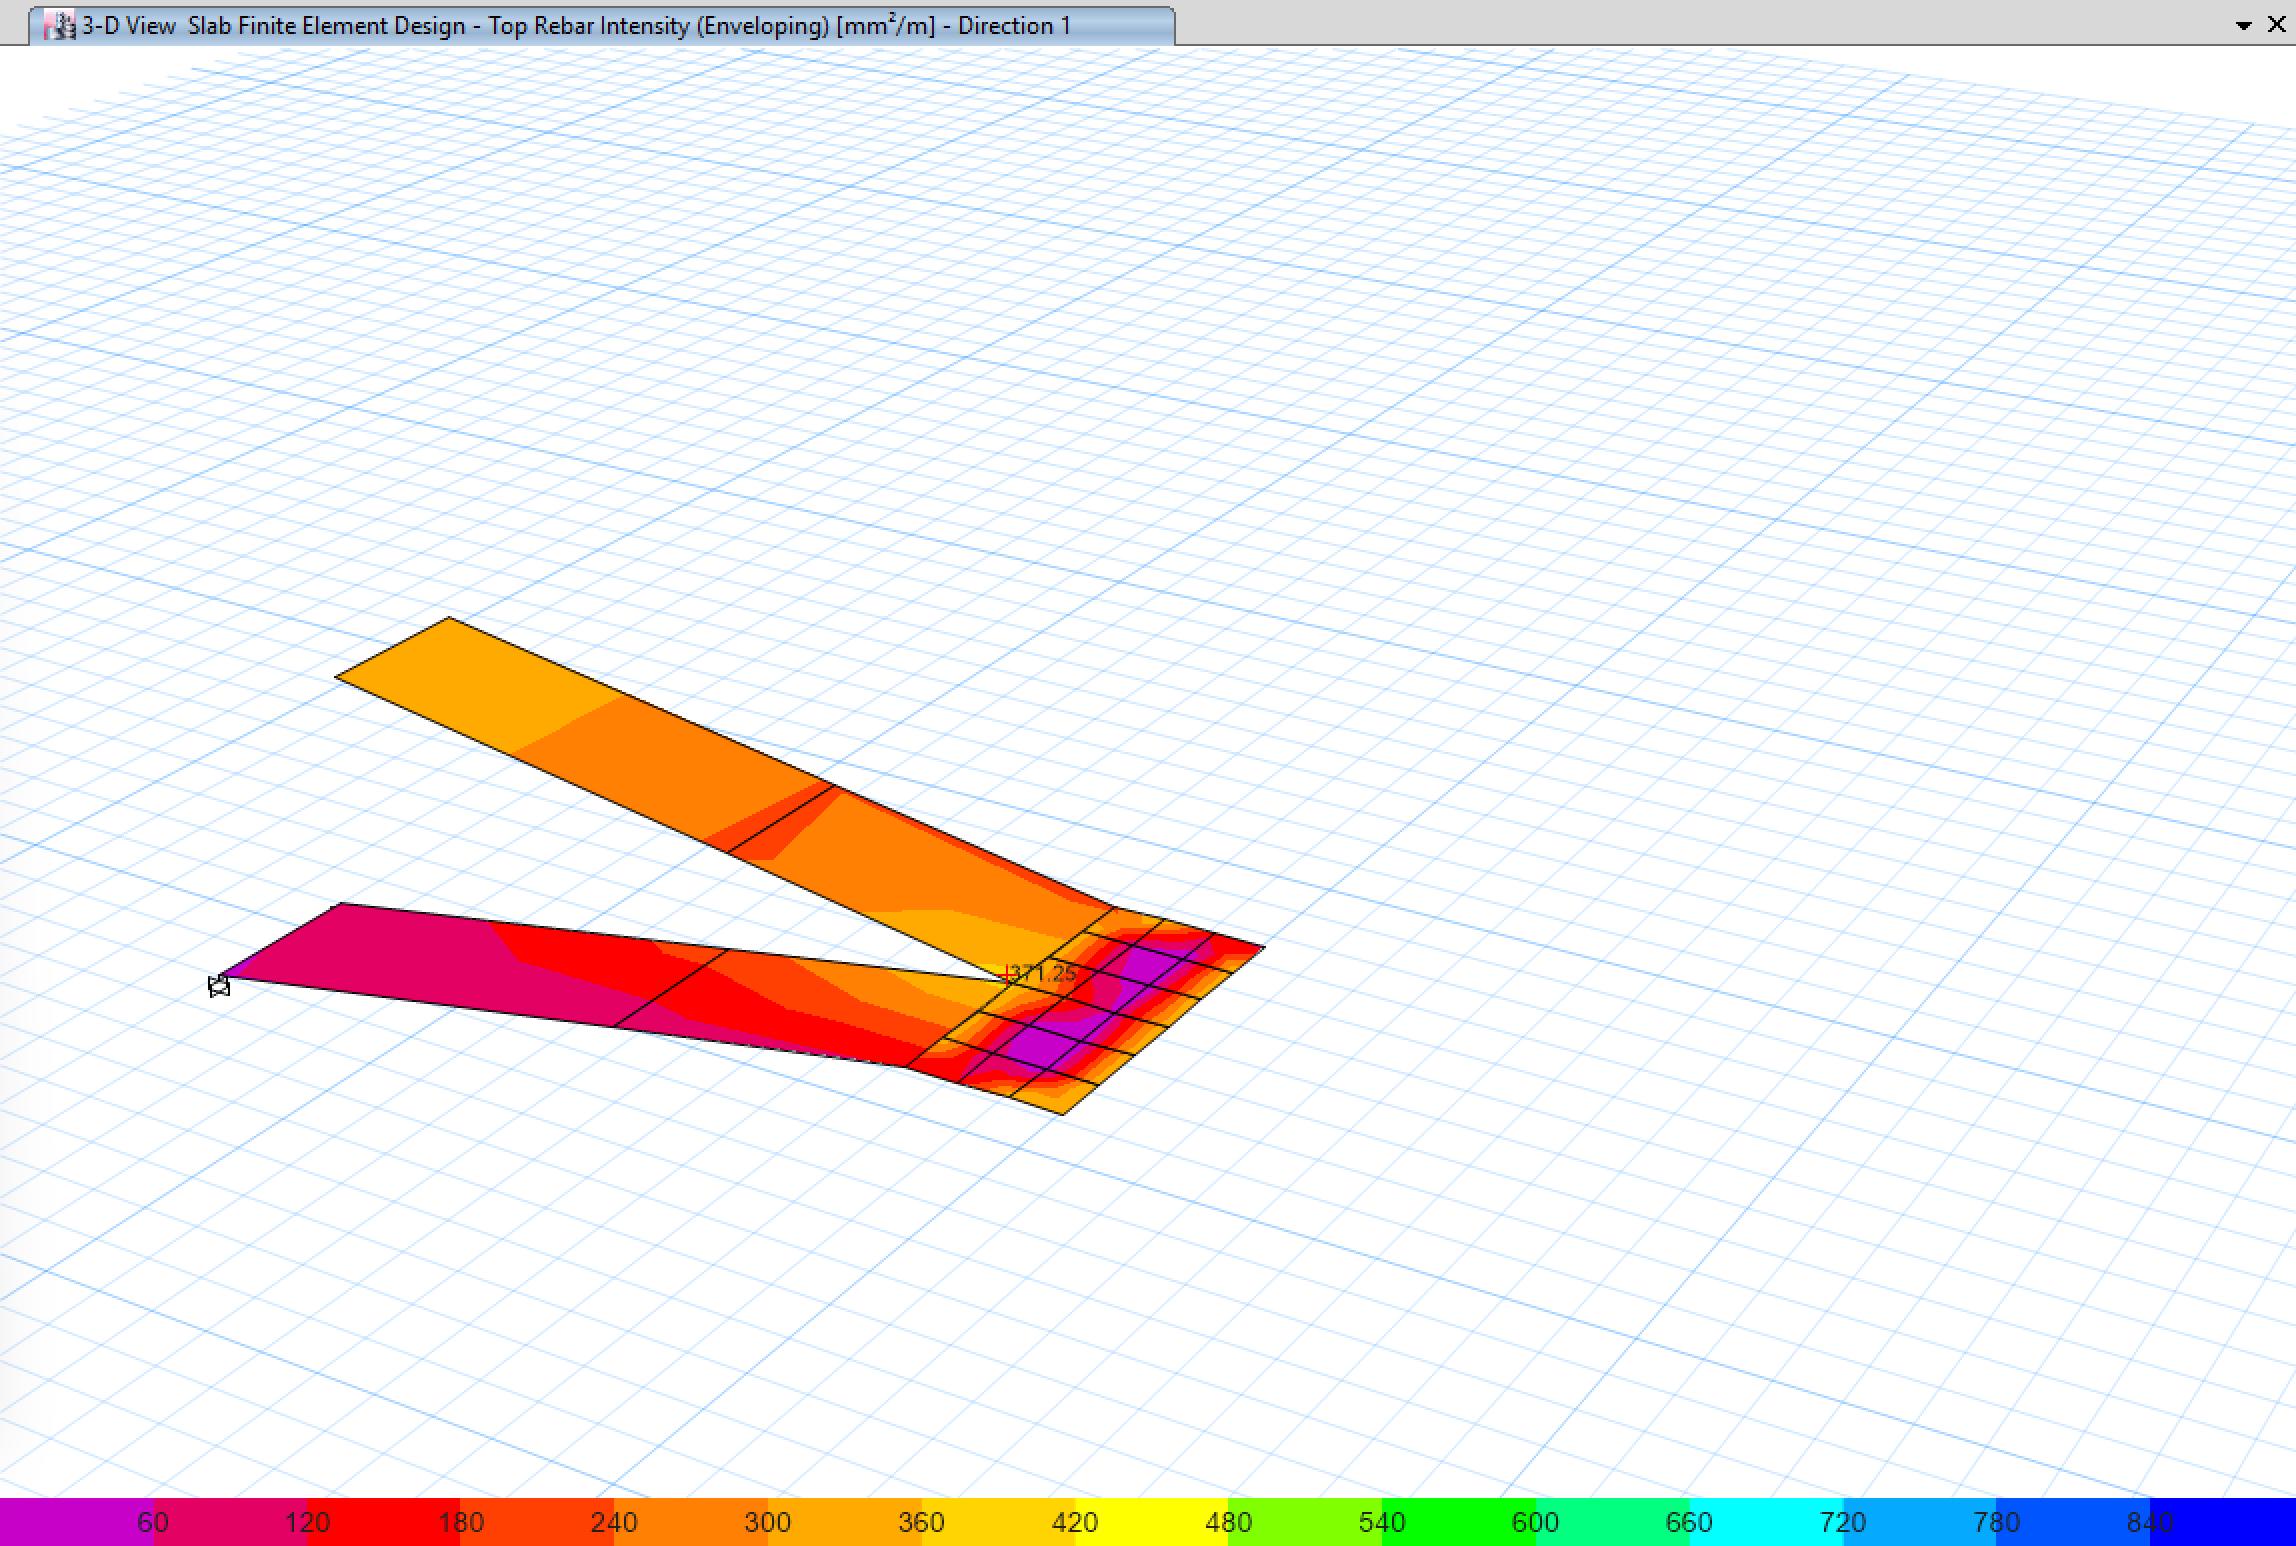 3-D View  Slab Finite Element Design - Top Rebar Intensity (Enveloping) [mm²/m] - Direction 1
371.25
60 120 180 240 300 360 420 480 540 600 660 720 780 840